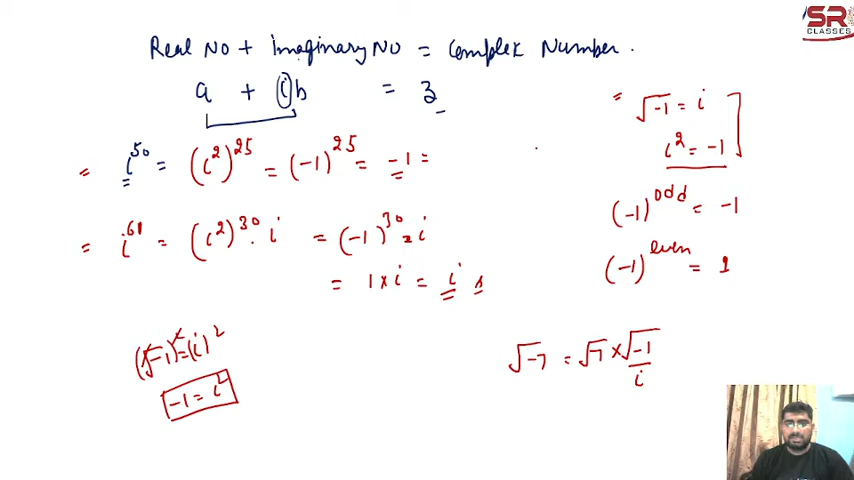 SR
CLASSES
Real No + Imaginary No = Complex Number.
a + ib = z
= √-1 = i
i² = -1
= i⁵⁰ = (i²)²⁵ = (-1)²⁵ = -1 =
(-1)ᵒᵈᵈ = -1
= i⁶¹ = (i²)³⁰ . i = (-1)³⁰ × i
(-1)ᵉᵛᵉⁿ = 1
= 1 × i = i
(√-1)² = (i)²
-1 = i²
√-7 = √7 × √-1
i